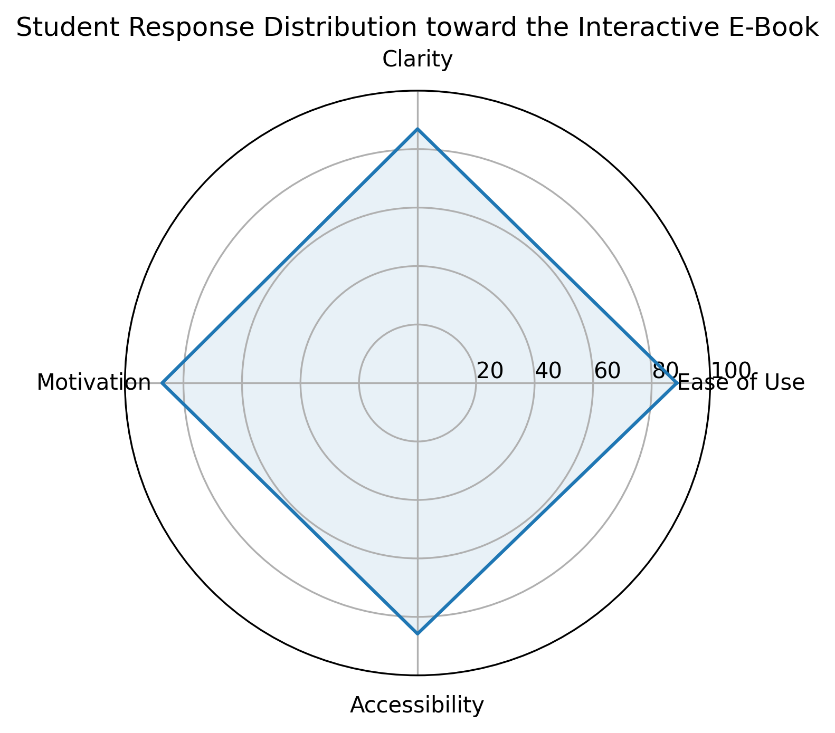 Student Response Distribution toward the Interactive E-Book
Clarity
20 40 60 80 100
Motivation
Ease of Use
Accessibility